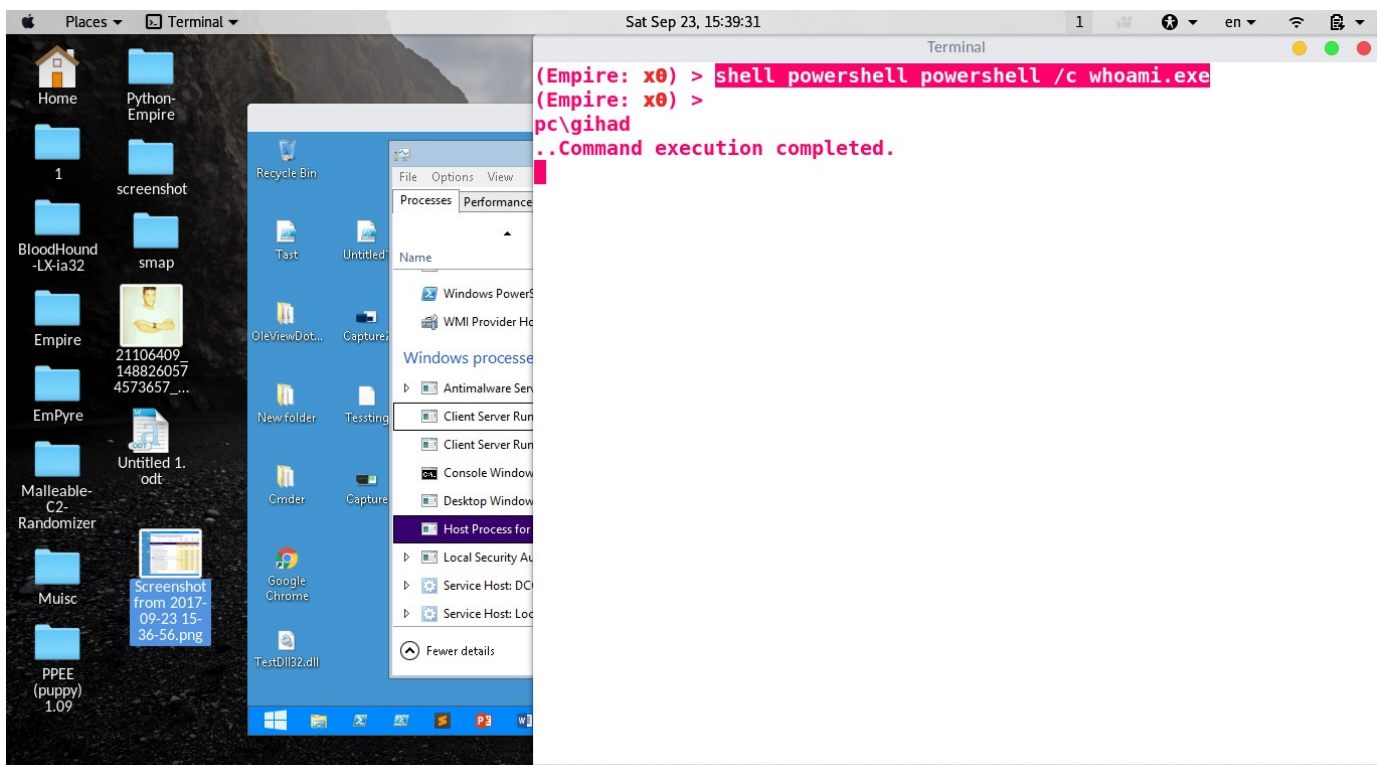 Places
Terminal
Sat Sep 23, 15:39:31
1
en
Home
Python-
Empire
1
screenshot
BloodHound
-LX-ia32
smap
Empire
21106409_
148826057
4573657_...
EmPyre
Untitled 1.
odt
Malleable-
C2-
Randomizer
Muisc
Screenshot
from 2017-
09-23 15-
36-56.png
PPEE
(puppy)
1.09
Recycle Bin
Tast
Untitled
OleViewDot...
Capture2
New folder
Tessting
Cmder
Capture
Google
Chrome
TestDll32.dll
File Options View
Processes Performance
Name
Windows PowerS
WMI Provider Ho
Windows processe
Antimalware Serv
Client Server Run
Client Server Run
Console Window
Desktop Window
Host Process for
Local Security Au
Service Host: DCO
Service Host: Loc
Fewer details
Terminal
(Empire: x0) > shell powershell powershell /c whoami.exe
(Empire: x0) >
pc\gihad
..Command execution completed.